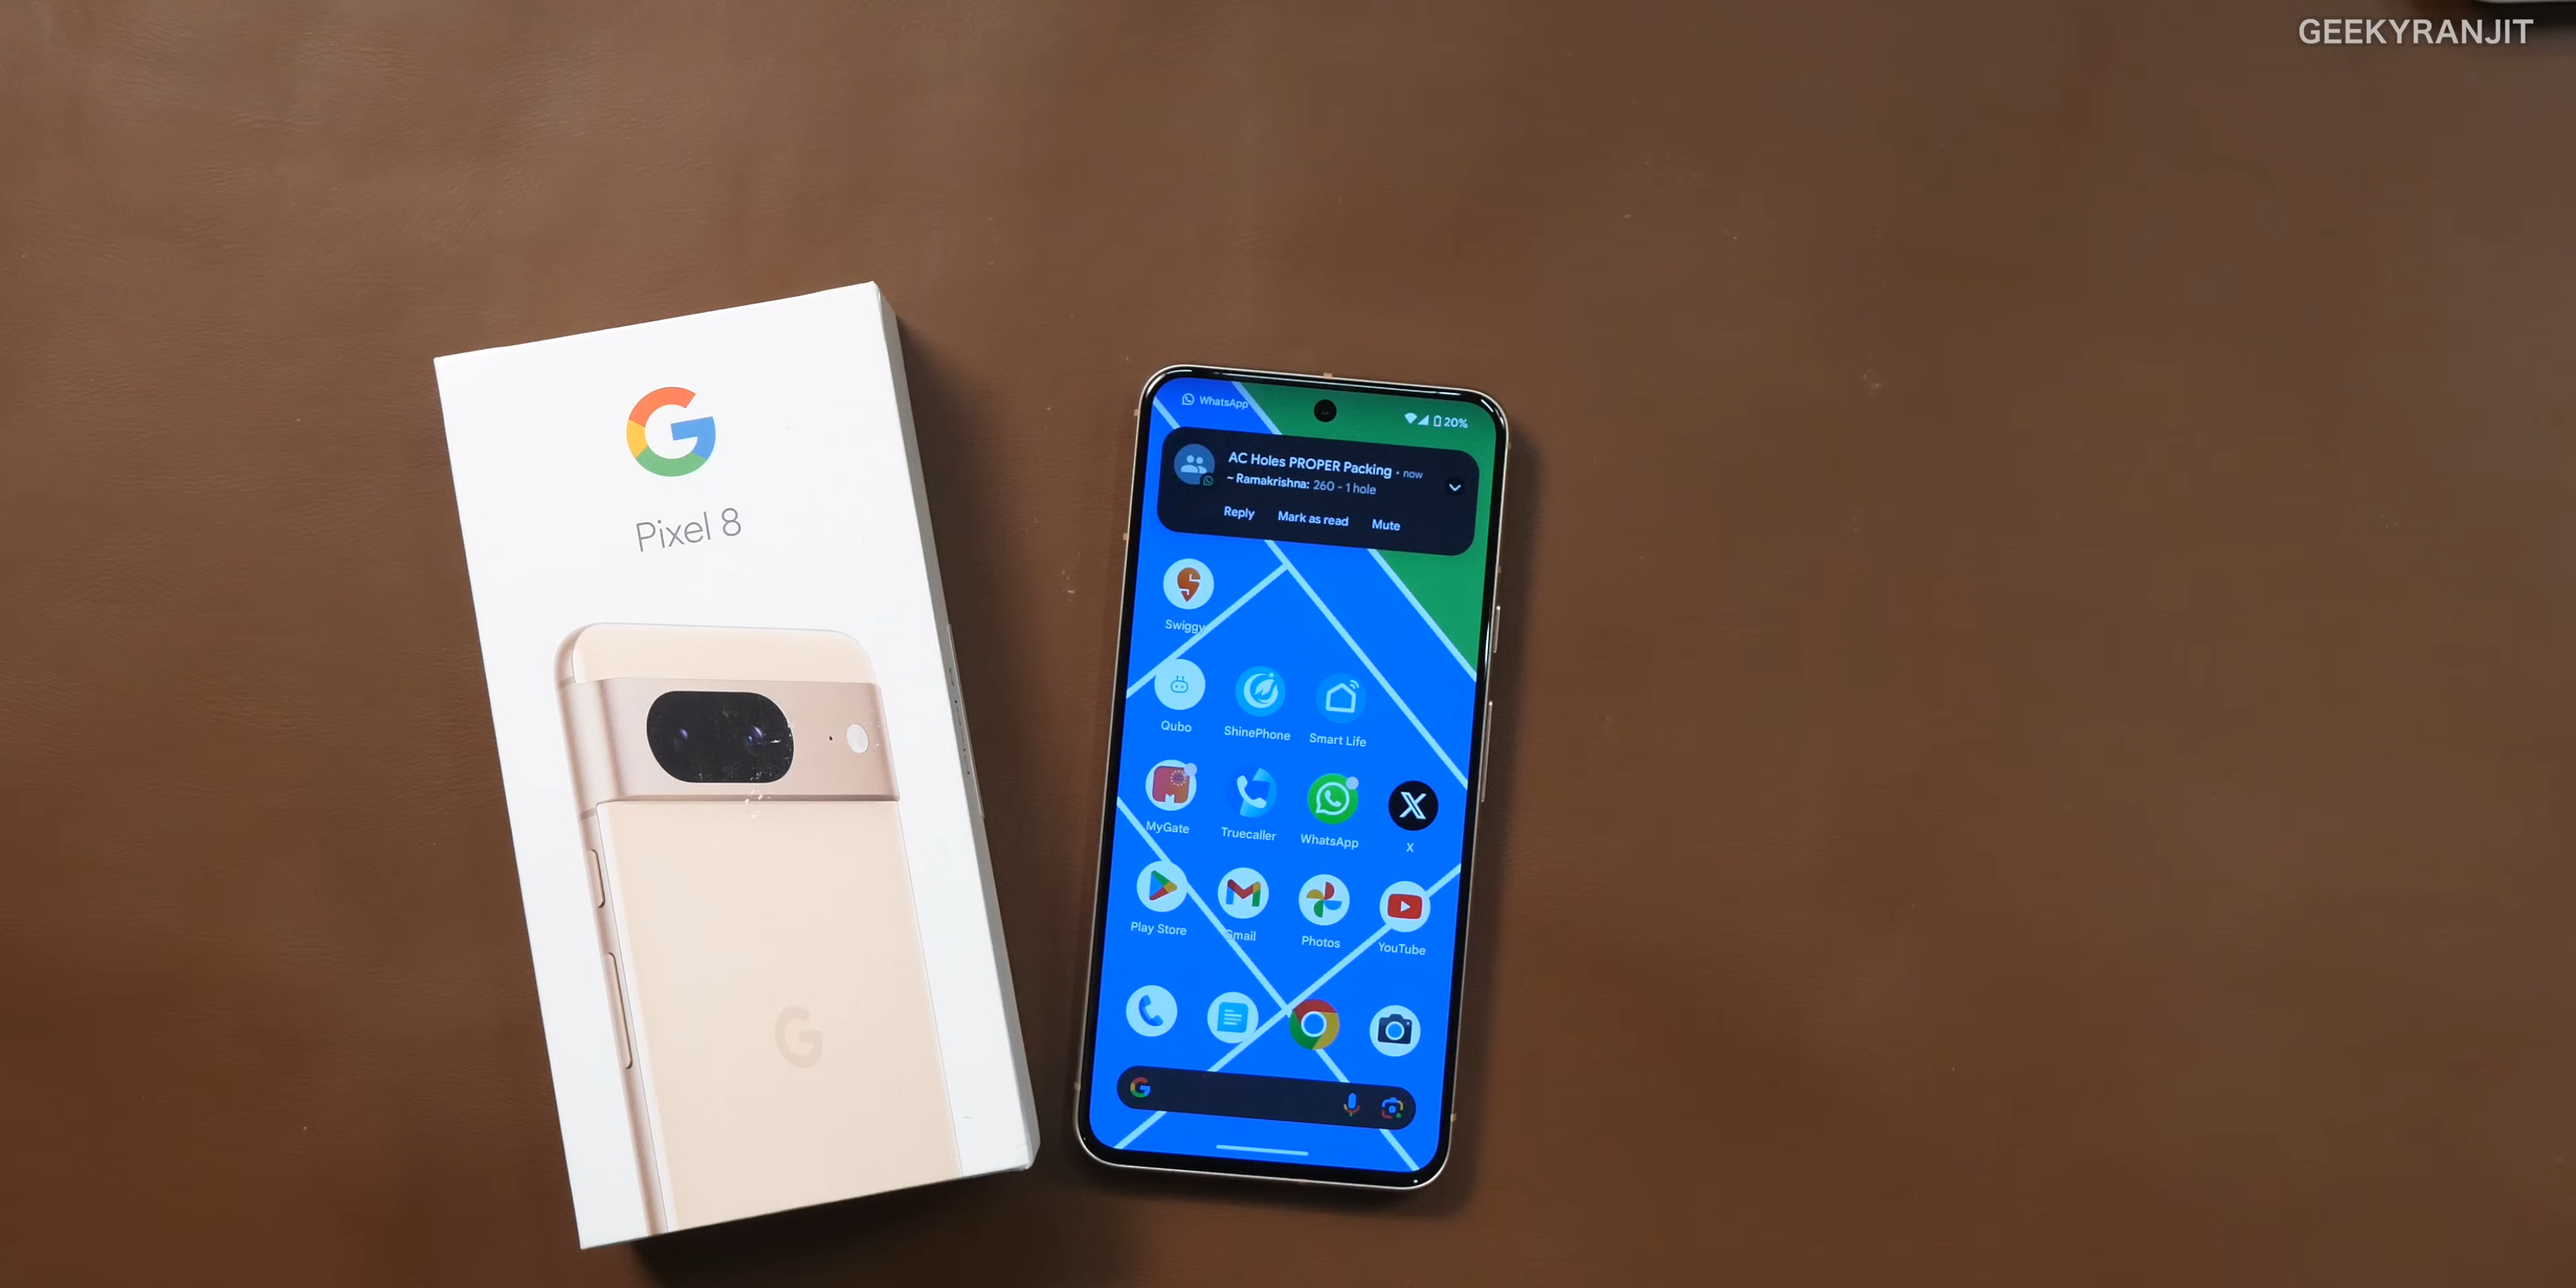 GEEKYRANJIT
Pixel 8
WhatsApp
20%
AC Holes PROPER Packing • now
~ Ramakrishna: 260 - 1 hole
Reply Mark as read Mute
Swiggy
Qubo ShinePhone Smart Life
MyGate Truecaller WhatsApp X
Play Store Gmail Photos YouTube